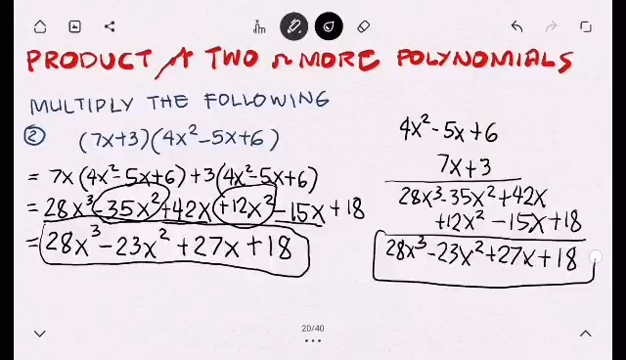 PRODUCT of TWO or MORE POLYNOMIALS
MULTIPLY THE FOLLOWING
② (7x+3)(4x²-5x+6)
= 7x(4x²-5x+6)+3(4x²-5x+6)
= 28x³-35x²+42x+12x²-15x+18
= 28x³-23x²+27x+18
4x²-5x+6
7x+3
28x³-35x²+42x
+12x²-15x+18
28x³-23x²+27x+18
20/40